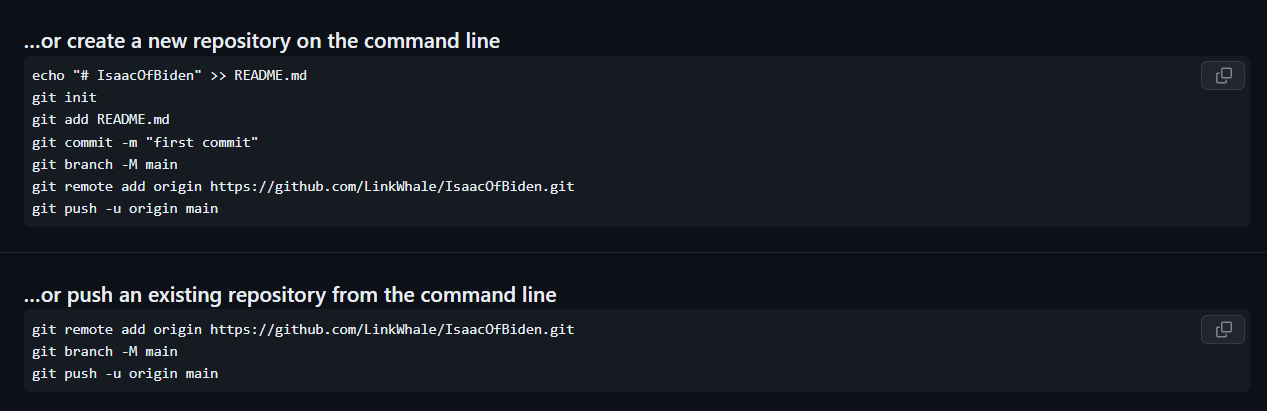 ...or create a new repository on the command line
echo "# IsaacOfBiden" >> README.md
git init
git add README.md
git commit -m "first commit"
git branch -M main
git remote add origin https://github.com/LinkWhale/IsaacOfBiden.git
git push -u origin main
...or push an existing repository from the command line
git remote add origin https://github.com/LinkWhale/IsaacOfBiden.git
git branch -M main
git push -u origin main